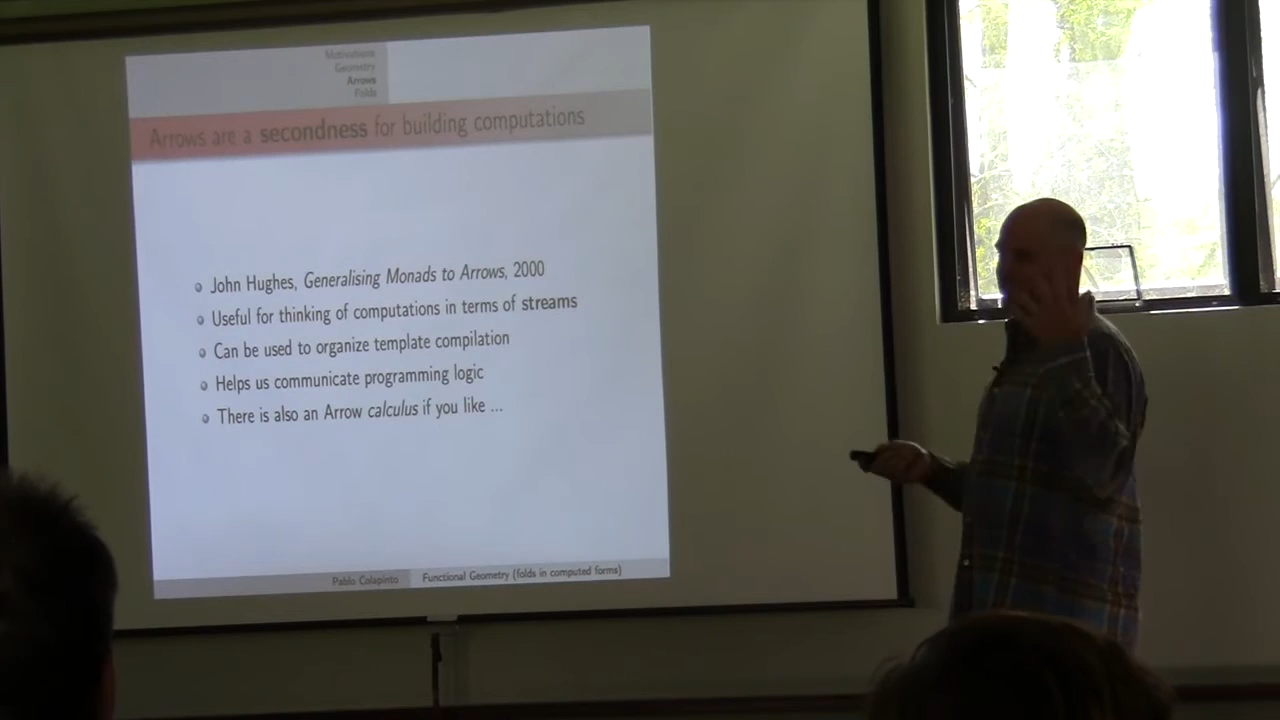 Motivations
Geometry
Arrows
Folds
Arrows are a secondness for building computations
John Hughes, Generalising Monads to Arrows, 2000
Useful for thinking of computations in terms of streams
Can be used to organize template compilation
Helps us communicate programming logic
There is also an Arrow calculus if you like ...
Pablo Colapinto Functional Geometry (folds in computed forms)